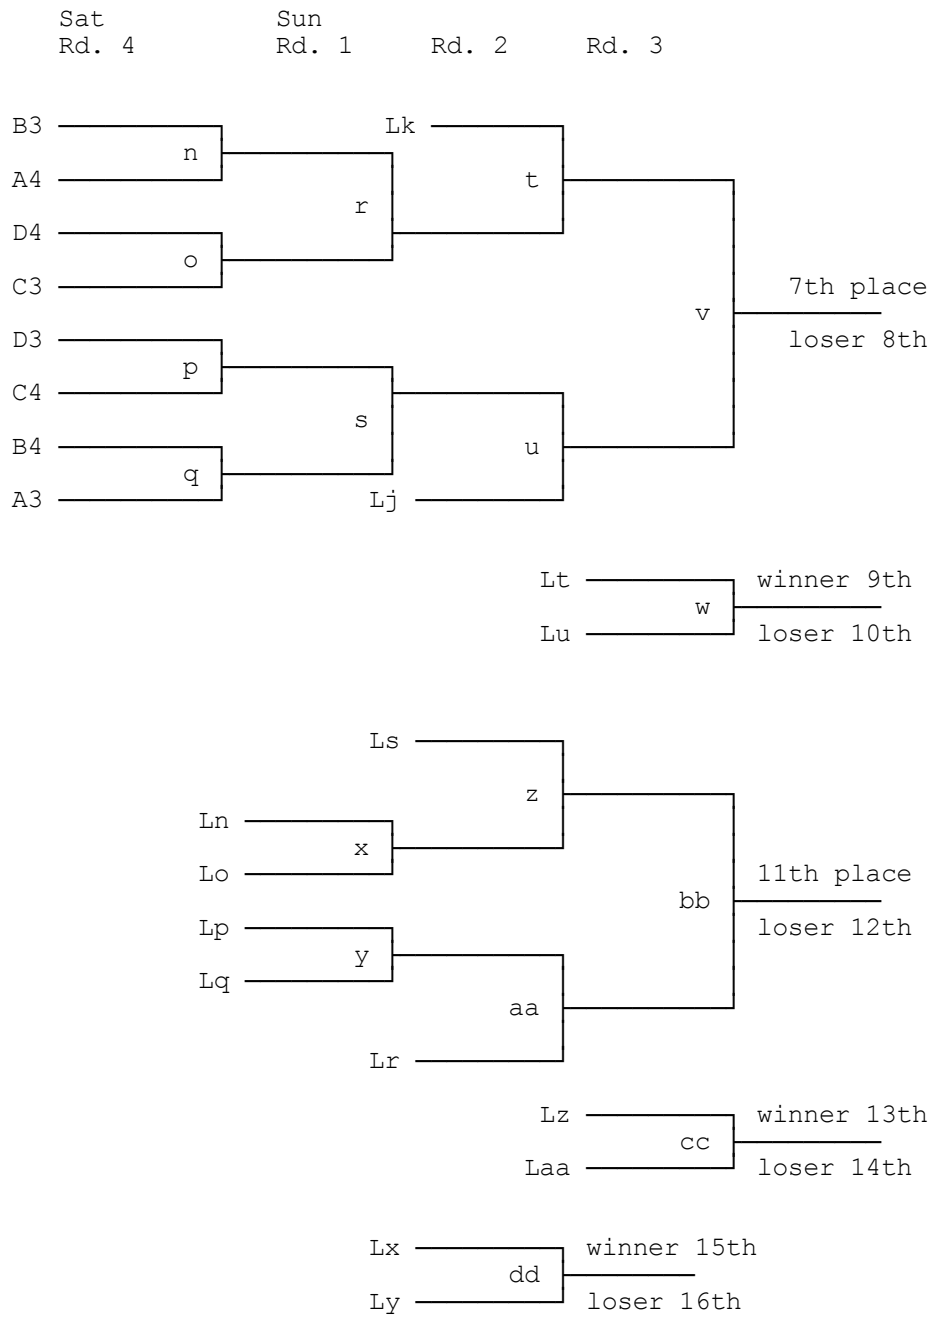 Sat Sun
Rd. 4 Rd. 1 Rd. 2 Rd. 3
B3 Lk
n
A4 t
r
D4
o
C3 7th place
v
D3 loser 8th
p
C4
s
B4 u
q
A3 Lj
Lt winner 9th
w
Lu loser 10th
Ls
z
Ln
x
Lo 11th place
bb
Lp loser 12th
y
Lq
aa
Lr
Lz winner 13th
cc
Laa loser 14th
Lx winner 15th
dd
Ly loser 16th